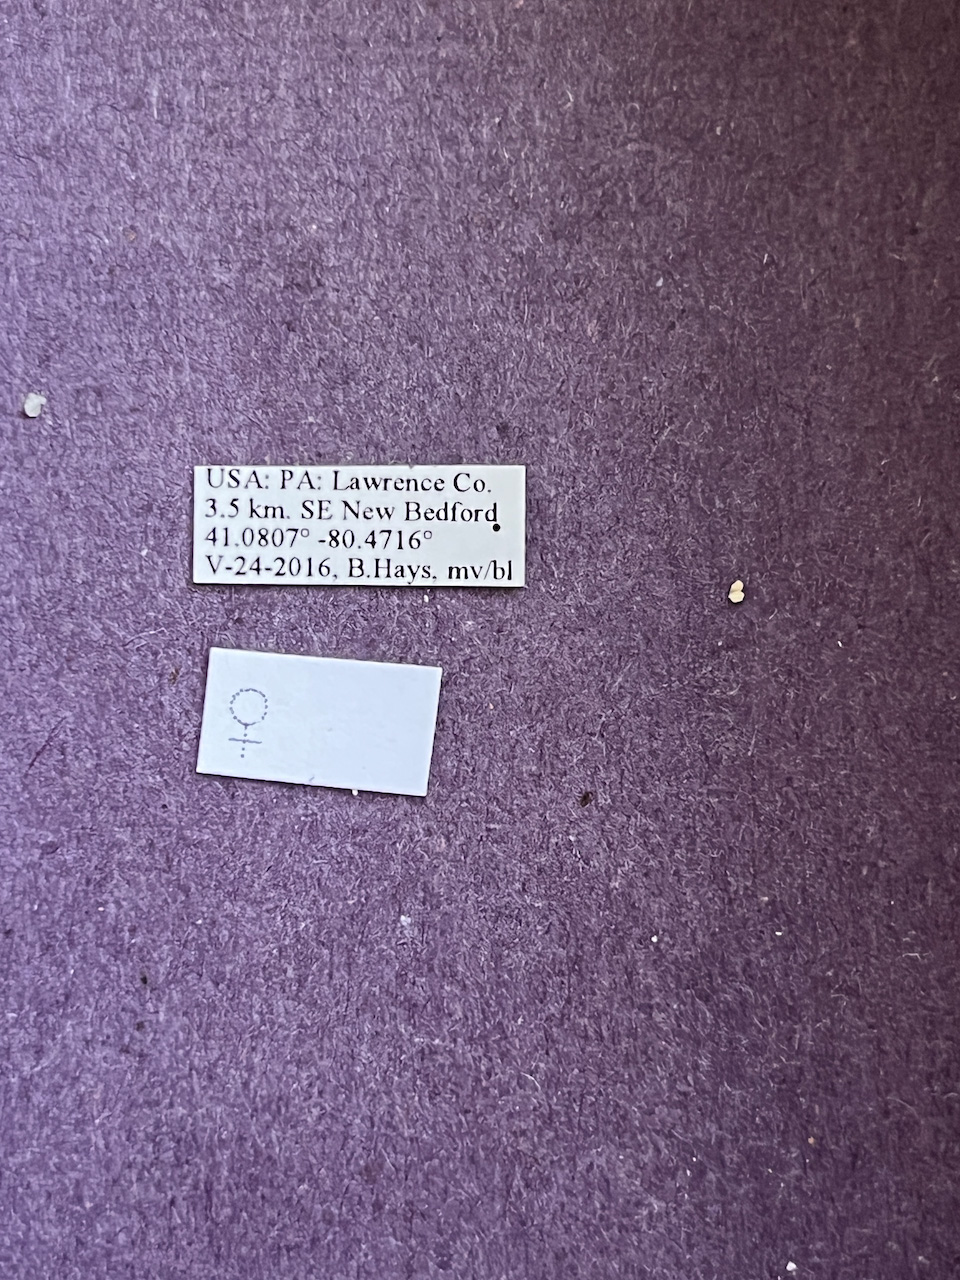 USA: PA: Lawrence Co.
3.5 km. SE New Bedford
41.0807° -80.4716°
V-24-2016, B.Hays, mv/bl
♀